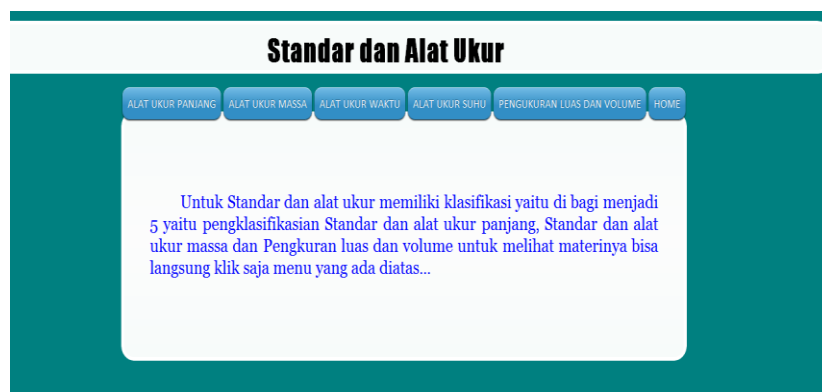 Standar dan Alat Ukur
ALAT UKUR PANJANG ALAT UKUR MASSA ALAT UKUR WAKTU ALAT UKUR SUHU PENGUKURAN LUAS DAN VOLUME HOME
Untuk Standar dan alat ukur memiliki klasifikasi yaitu di bagi menjadi
5 yaitu pengklasifikasian Standar dan alat ukur panjang, Standar dan alat
ukur massa dan Pengkuran luas dan volume untuk melihat materinya bisa
langsung klik saja menu yang ada diatas...